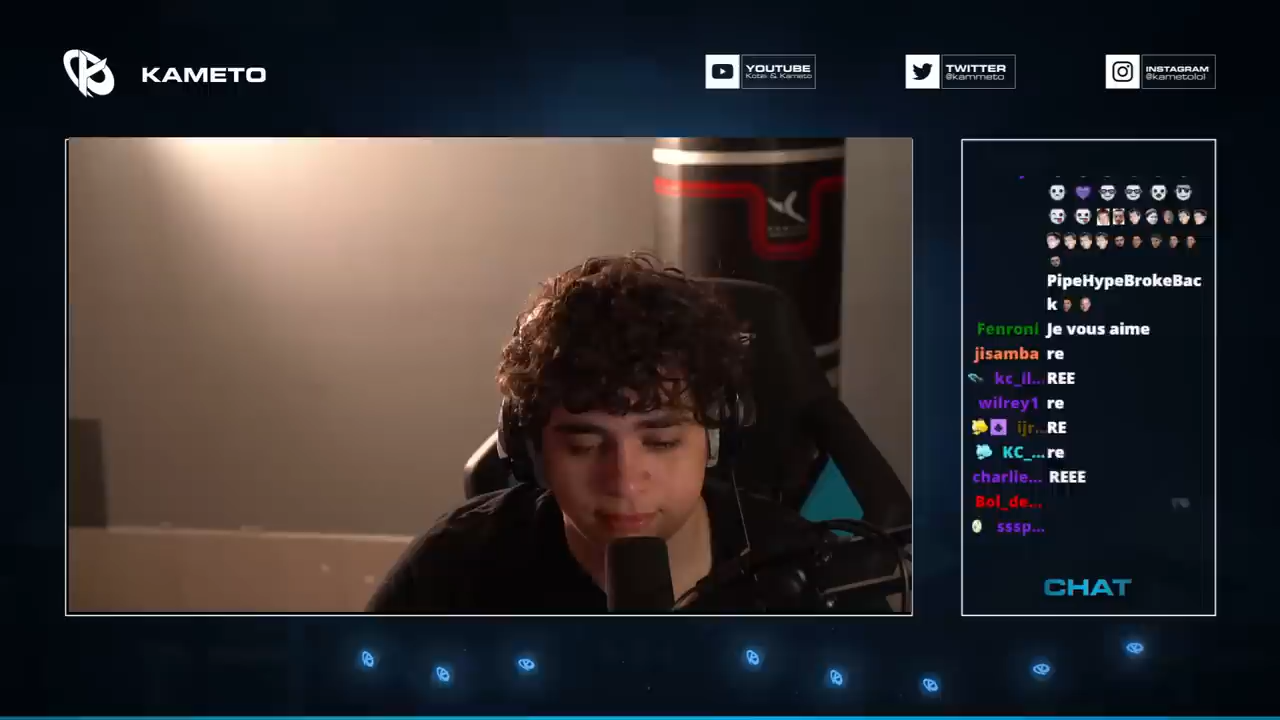 KAMETO
YOUTUBE
Kotei & Kameto
TWITTER
@kammeto
INSTAGRAM
@kametolol
PipeHypeBrokeBac
k
Fenroni Je vous aime
jisamba re
kc_il... REE
wilrey1 re
ijr... RE
KC_... re
charlie... REEE
Bol_de...
sssp...
CHAT